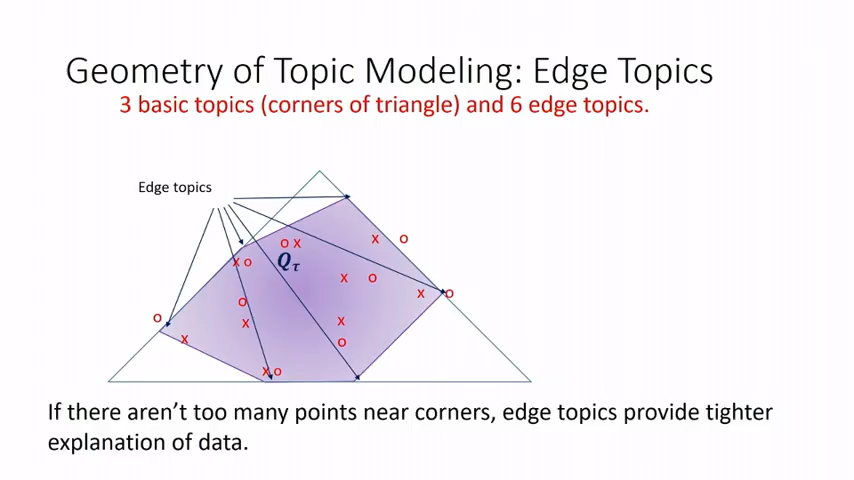 Geometry of Topic Modeling: Edge Topics
3 basic topics (corners of triangle) and 6 edge topics.
Edge topics
o x
x o
x o
Qτ
x o
x o
o
x
o
x
x
o
o
x
x o
If there aren't too many points near corners, edge topics provide tighter
explanation of data.